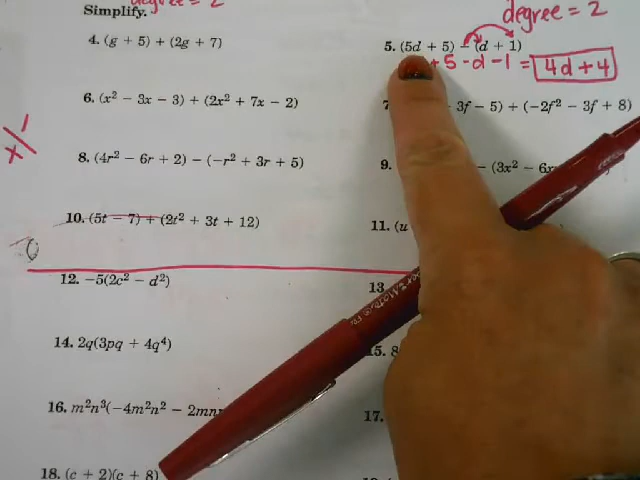 degree = 2
degree = 2
Simplify.
4. (g + 5) + (2g + 7)
5. (5d + 5) − (d + 1)
+ 5 - d - 1 = 4d + 4
6. (x² − 3x − 3) + (2x² + 7x − 2)
3f − 5) + (−2f² − 3f + 8)
8. (4r² − 6r + 2) − (−r² + 3r + 5)
9. − (3x² − 6x
10. (5t − 7) + (2t² + 3t + 12)
11. (u
12. −5(2c² − d²)
13
14. 2q(3pq + 4q⁴)
15. 8
16. m²n³(−4m²n² − 2mn
17.
18. (c + 2)(c + 8)